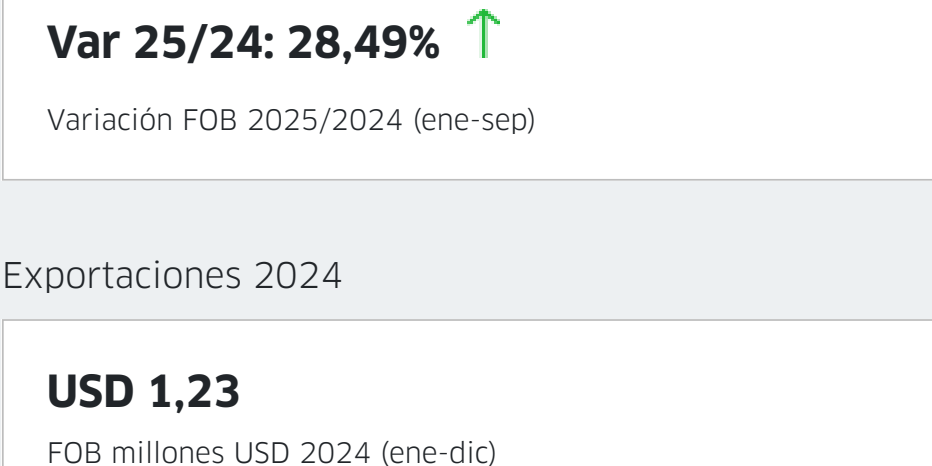 Var 25/24: 28,49%
Variación FOB 2025/2024 (ene-sep)
Exportaciones 2024
USD 1,23
FOB millones USD 2024 (ene-dic)